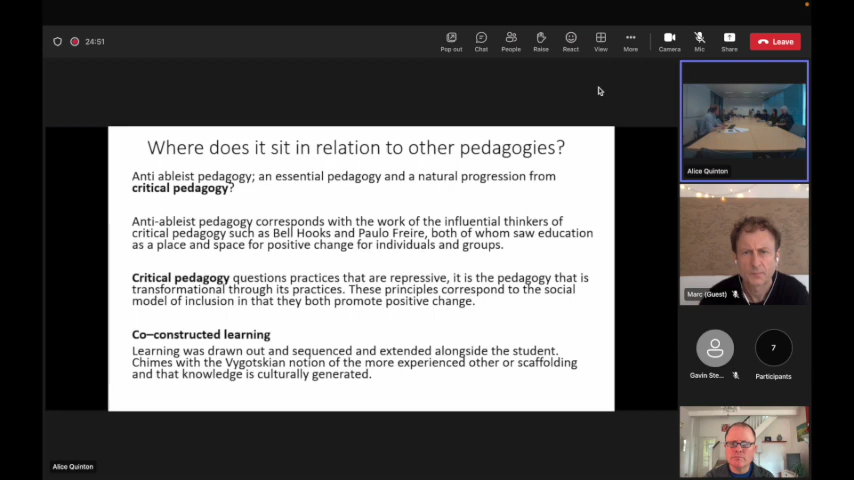 24:51
Pop out
Chat
People
Raise
React
View
More
Camera
Mic
Share
Leave
Where does it sit in relation to other pedagogies?
Anti ableist pedagogy; an essential pedagogy and a natural progression from
critical pedagogy?
Anti-ableist pedagogy corresponds with the work of the influential thinkers of
critical pedagogy such as Bell Hooks and Paulo Freire, both of whom saw education
as a place and space for positive change for individuals and groups.
Critical pedagogy questions practices that are repressive, it is the pedagogy that is
transformational through its practices. These principles correspond to the social
model of inclusion in that they both promote positive change.
Co–constructed learning
Learning was drawn out and sequenced and extended alongside the student.
Chimes with the Vygotskian notion of the more experienced other or scaffolding
and that knowledge is culturally generated.
Alice Quinton
Marc (Guest)
Gavin Ste...
7
Participants
Alice Quinton